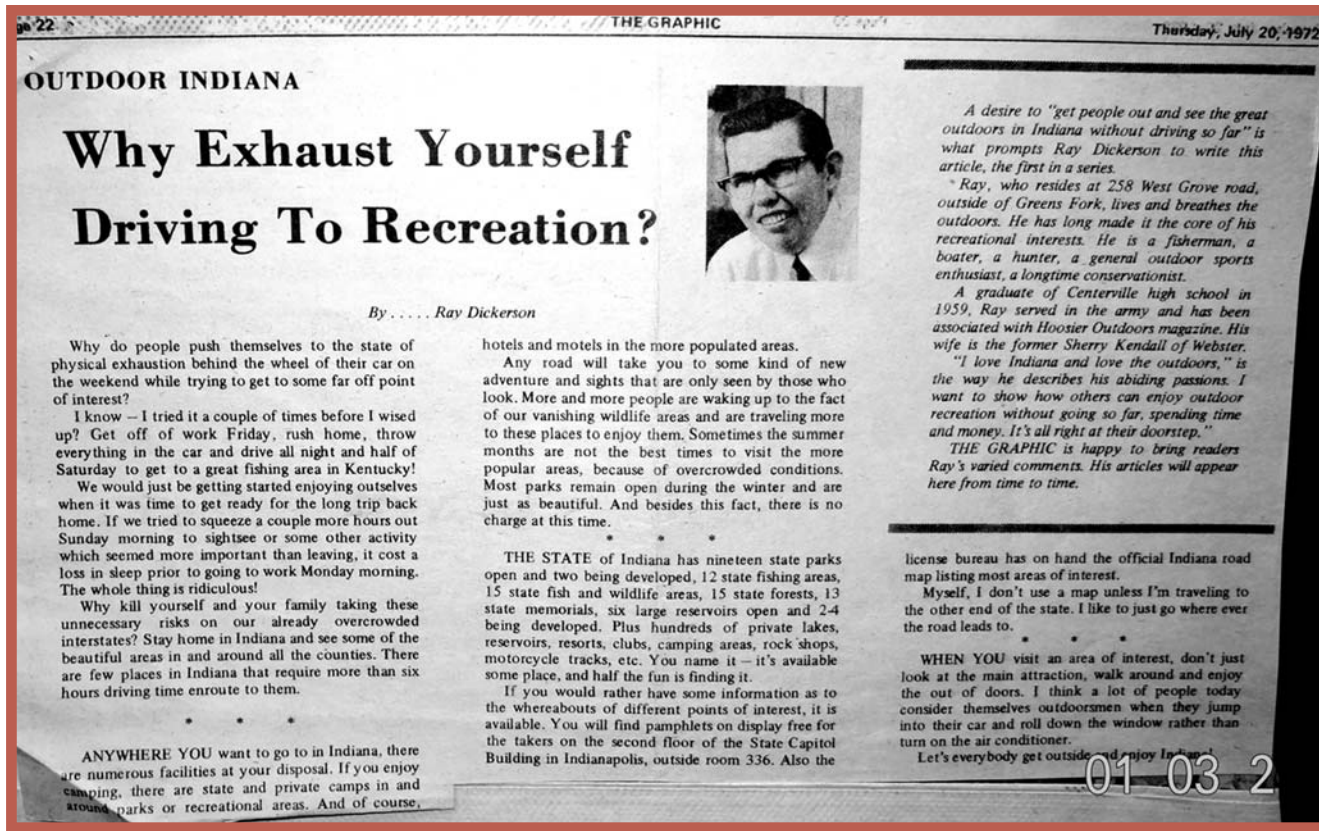 ge 22
THE GRAPHIC
Thursday, July 20, 1972
OUTDOOR INDIANA
Why Exhaust Yourself
Driving To Recreation?
By ..... Ray Dickerson
Why do people push themselves to the state of
physical exhaustion behind the wheel of their car on
the weekend while trying to get to some far off point
of interest?
I know — I tried it a couple of times before I wised
up? Get off of work Friday, rush home, throw
everything in the car and drive all night and half of
Saturday to get to a great fishing area in Kentucky!
We would just be getting started enjoying outselves
when it was time to get ready for the long trip back
home. If we tried to squeeze a couple more hours out
Sunday morning to sightsee or some other activity
which seemed more important than leaving, it cost a
loss in sleep prior to going to work Monday morning.
The whole thing is ridiculous!
Why kill yourself and your family taking these
unnecessary risks on our already overcrowded
interstates? Stay home in Indiana and see some of the
beautiful areas in and around all the counties. There
are few places in Indiana that require more than six
hours driving time enroute to them.
* * *
ANYWHERE YOU want to go to in Indiana, there
are numerous facilities at your disposal. If you enjoy
camping, there are state and private camps in and
around parks or recreational areas. And of course,
hotels and motels in the more populated areas.
Any road will take you to some kind of new
adventure and sights that are only seen by those who
look. More and more people are waking up to the fact
of our vanishing wildlife areas and are traveling more
to these places to enjoy them. Sometimes the summer
months are not the best times to visit the more
popular areas, because of overcrowded conditions.
Most parks remain open during the winter and are
just as beautiful. And besides this fact, there is no
charge at this time.
* * *
THE STATE of Indiana has nineteen state parks
open and two being developed, 12 state fishing areas,
15 state fish and wildlife areas, 15 state forests, 13
state memorials, six large reservoirs open and 2-4
being developed. Plus hundreds of private lakes,
reservoirs, resorts, clubs, camping areas, rock shops,
motorcycle tracks, etc. You name it — it's available
some place, and half the fun is finding it.
If you would rather have some information as to
the whereabouts of different points of interest, it is
available. You will find pamphlets on display free for
the takers on the second floor of the State Capitol
Building in Indianapolis, outside room 336. Also the
A desire to "get people out and see the great
outdoors in Indiana without driving so far" is
what prompts Ray Dickerson to write this
article, the first in a series.
Ray, who resides at 258 West Grove road,
outside of Greens Fork, lives and breathes the
outdoors. He has long made it the core of his
recreational interests. He is a fisherman, a
boater, a hunter, a general outdoor sports
enthusiast, a longtime conservationist.
A graduate of Centerville high school in
1959, Ray served in the army and has been
associated with Hoosier Outdoors magazine. His
wife is the former Sherry Kendall of Webster.
"I love Indiana and love the outdoors," is
the way he describes his abiding passions. I
want to show how others can enjoy outdoor
recreation without going so far, spending time
and money. It's all right at their doorstep."
THE GRAPHIC is happy to bring readers
Ray's varied comments. His articles will appear
here from time to time.
license bureau has on hand the official Indiana road
map listing most areas of interest.
Myself, I don't use a map unless I'm traveling to
the other end of the state. I like to just go where ever
the road leads to.
* * *
WHEN YOU visit an area of interest, don't just
look at the main attraction, walk around and enjoy
the out of doors. I think a lot of people today
consider themselves outdoorsmen when they jump
into their car and roll down the window rather than
turn on the air conditioner.
Let's everybody get outside and enjoy Indiana!
01 03 2